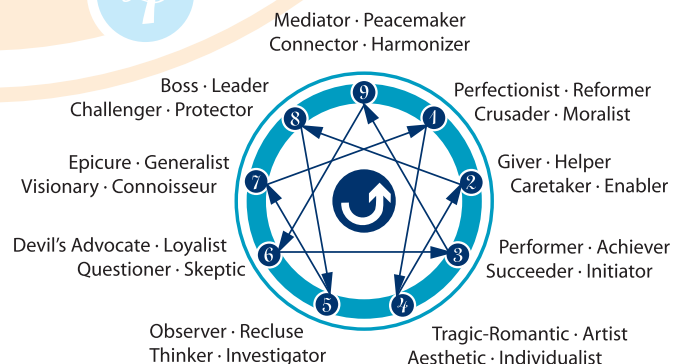 Mediator · Peacemaker
Connector · Harmonizer
Boss · Leader
Challenger · Protector
9
Perfectionist · Reformer
Crusader · Moralist
8
1
Epicure · Generalist
Visionary · Connoisseur
7
2
Giver · Helper
Caretaker · Enabler
Devil's Advocate · Loyalist
Questioner · Skeptic
6
3
Performer · Achiever
Succeeder · Initiator
5
4
Observer · Recluse
Thinker · Investigator
Tragic-Romantic · Artist
Aesthetic · Individualist